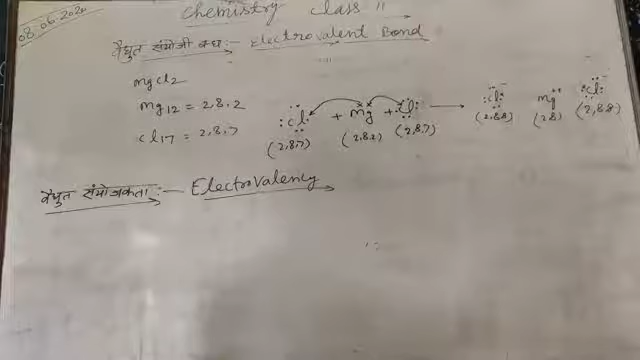 08.06.2020
Chemistry Class 11
वैधुत संयोजी बन्ध :- Electrovalent Bond
mgcl2
mg12 = 2,8,2
cl17 = 2,8,7
:Cl + Mg + Cl: → :Cl:⁻ Mg⁺⁺ :Cl:⁻
(2,8,7) (2,8,2) (2,8,7) (2,8,8) (2,8) (2,8,8)
वैधुत संयोजकता :- ElectroValency